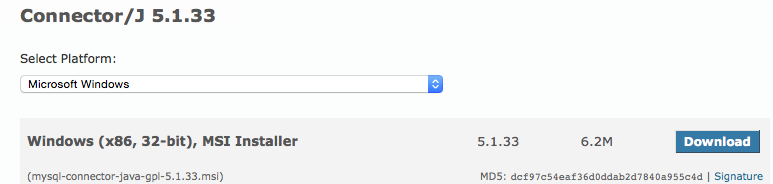 Connector/J 5.1.33
Select Platform:
Microsoft Windows
Windows (x86, 32-bit), MSI Installer 5.1.33 6.2M Download
(mysql-connector-java-gpl-5.1.33.msi) MD5: dcf97c54eaf36d0ddab2d7840a955c4d | Signature